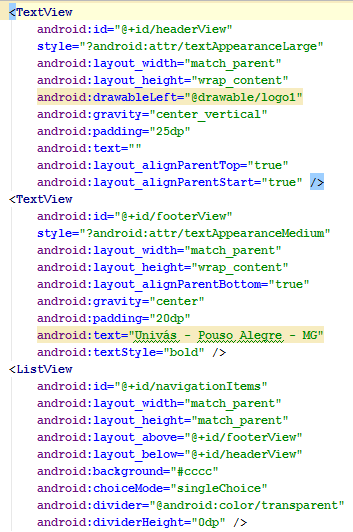 <TextView
android:id="@+id/headerView"
style="?android:attr/textAppearanceLarge"
android:layout_width="match_parent"
android:layout_height="wrap_content"
android:drawableLeft="@drawable/logo1"
android:gravity="center_vertical"
android:padding="25dp"
android:text=""
android:layout_alignParentTop="true"
android:layout_alignParentStart="true" />
<TextView
android:id="@+id/footerView"
style="?android:attr/textAppearanceMedium"
android:layout_width="match_parent"
android:layout_height="wrap_content"
android:layout_alignParentBottom="true"
android:gravity="center"
android:padding="20dp"
android:text="Univás - Pouso Alegre - MG"
android:textStyle="bold" />
<ListView
android:id="@+id/navigationItems"
android:layout_width="match_parent"
android:layout_height="match_parent"
android:layout_above="@+id/footerView"
android:layout_below="@+id/headerView"
android:background="#cccc"
android:choiceMode="singleChoice"
android:divider="@android:color/transparent"
android:dividerHeight="0dp" />